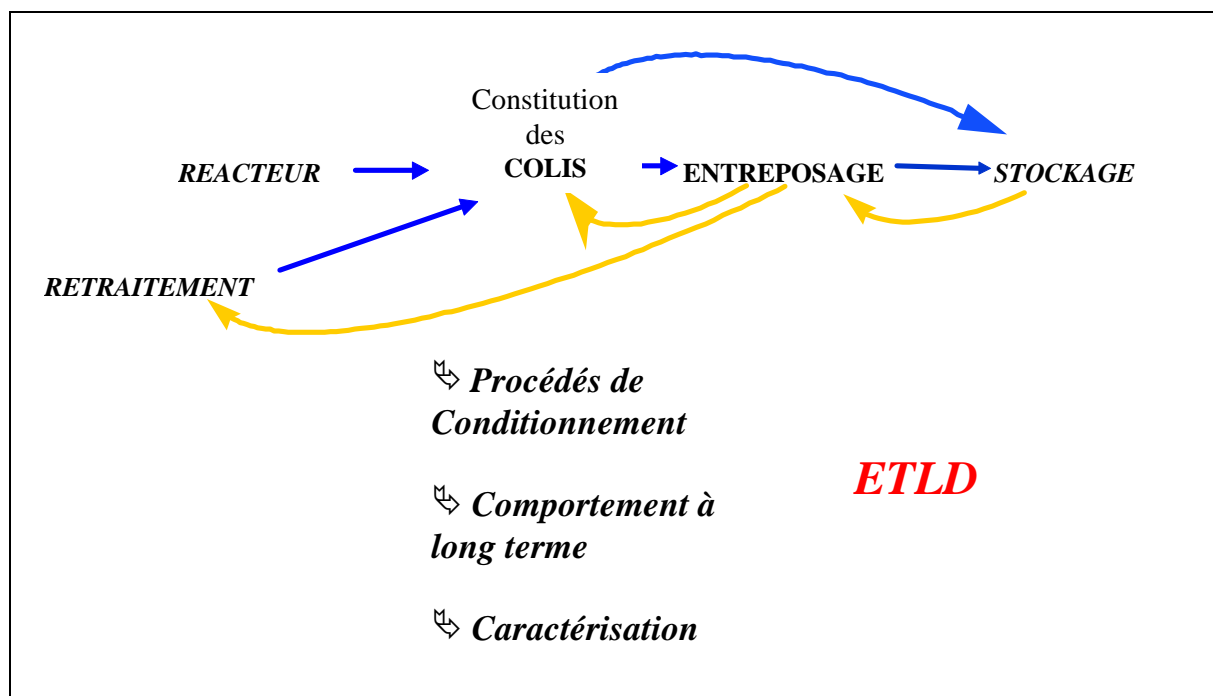 Constitution
des
COLIS
REACTEUR
ENTREPOSAGE
STOCKAGE
RETRAITEMENT
Procédés de
Conditionnement
ETLD
Comportement à
long terme
Caractérisation